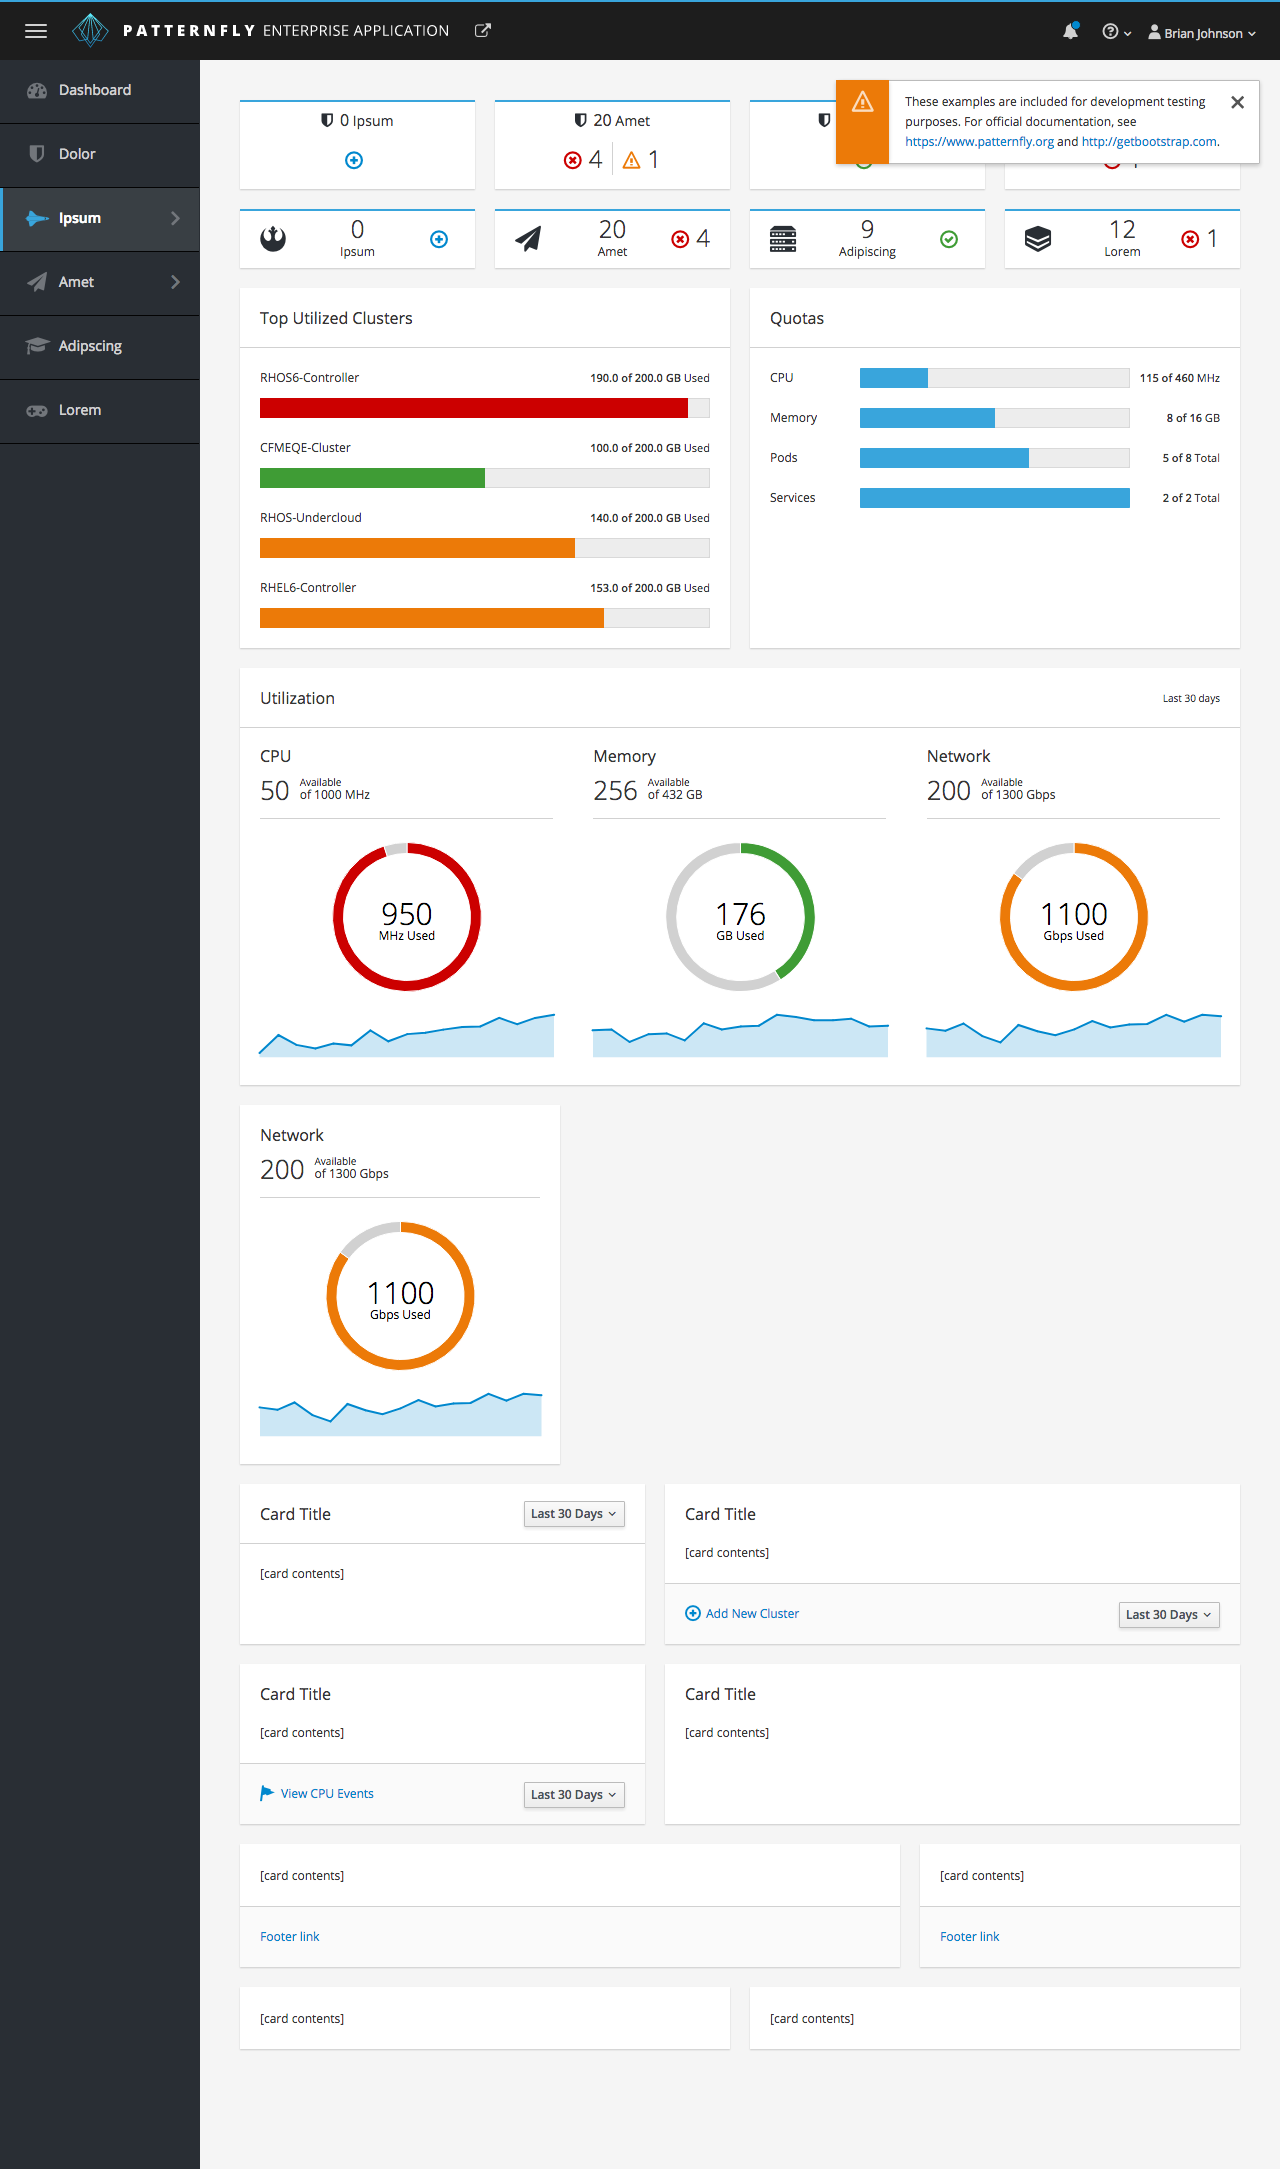 PATTERNFLY ENTERPRISE APPLICATION
Brian Johnson
Dashboard
Dolor
Ipsum
Amet
Adipscing
Lorem
These examples are included for development testing
purposes. For official documentation, see
https://www.patternfly.org and http://getbootstrap.com.
0 Ipsum
20 Amet
4
1
0
Ipsum
20
Amet
4
9
Adipiscing
12
Lorem
1
Top Utilized Clusters
RHOS6-Controller
190.0 of 200.0 GB Used
CFMEQE-Cluster
100.0 of 200.0 GB Used
RHOS-Undercloud
140.0 of 200.0 GB Used
RHEL6-Controller
153.0 of 200.0 GB Used
Quotas
CPU
115 of 460 MHz
Memory
8 of 16 GB
Pods
5 of 8 Total
Services
2 of 2 Total
Utilization
Last 30 days
CPU
50
Available
of 1000 MHz
950
MHz Used
Memory
256
Available
of 432 GB
176
GB Used
Network
200
Available
of 1300 Gbps
1100
Gbps Used
Network
200
Available
of 1300 Gbps
1100
Gbps Used
Card Title
Last 30 Days
[card contents]
Card Title
[card contents]
Add New Cluster
Last 30 Days
Card Title
[card contents]
View CPU Events
Last 30 Days
Card Title
[card contents]
[card contents]
Footer link
[card contents]
Footer link
[card contents]
[card contents]